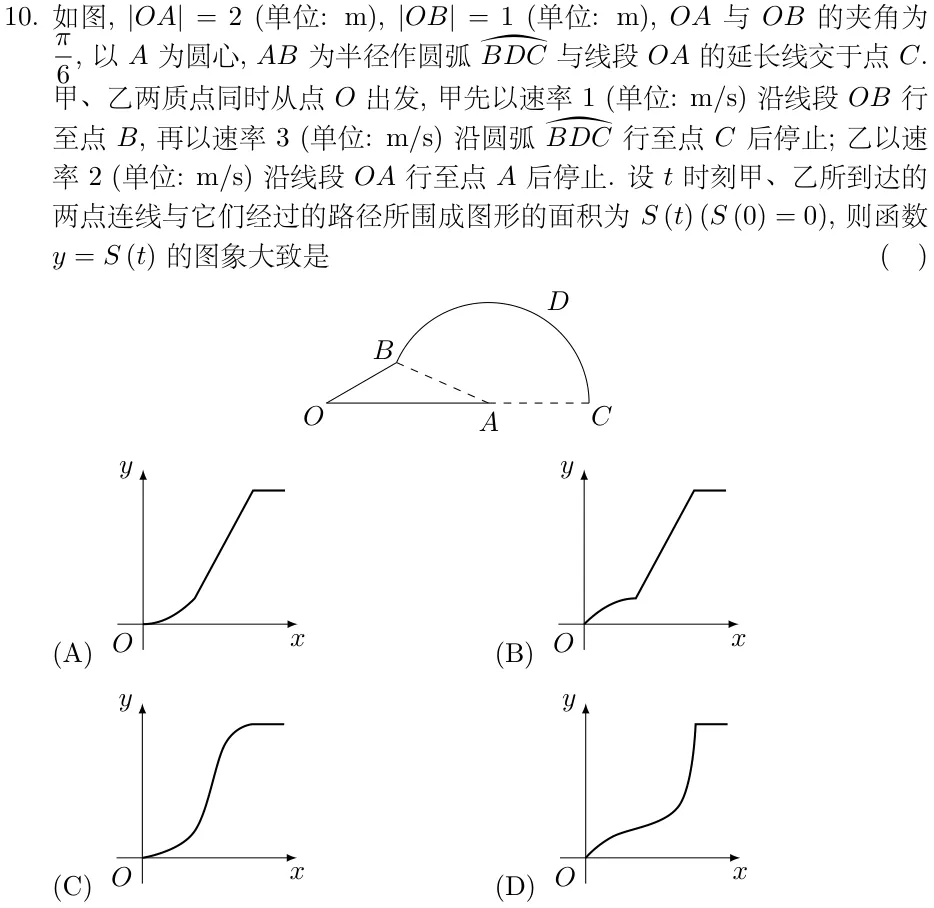 10. 如图, |OA| = 2 (单位: m), |OB| = 1 (单位: m), OA 与 OB 的夹角为
π/6, 以 A 为圆心, AB 为半径作圆弧 \overset{\frown}{BDC} 与线段 OA 的延长线交于点 C.
甲、乙两质点同时从点 O 出发, 甲先以速率 1 (单位: m/s) 沿线段 OB 行
至点 B, 再以速率 3 (单位: m/s) 沿圆弧 \overset{\frown}{BDC} 行至点 C 后停止; 乙以速
率 2 (单位: m/s) 沿线段 OA 行至点 A 后停止. 设 t 时刻甲、乙所到达的
两点连线与它们经过的路径所围成图形的面积为 S (t) (S (0) = 0), 则函数
y = S (t) 的图象大致是 ( )
D
B
O A C
y y
O x O x
(A) (B)
y y
O x O x
(C) (D)